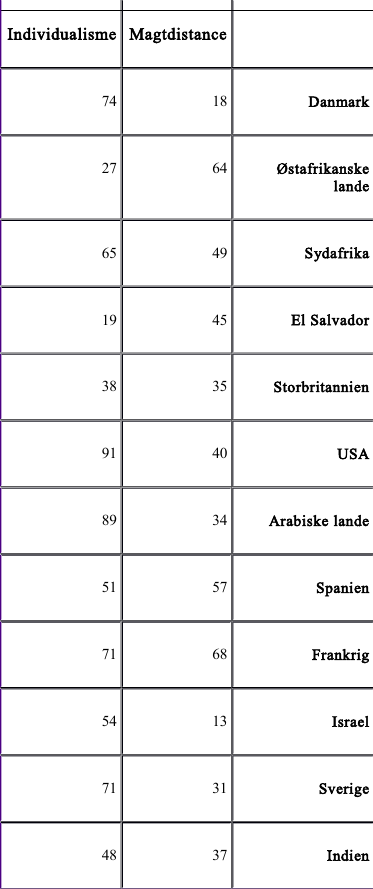 Individualisme Magtdistance
74 18 Danmark
27 64 Østafrikanske
lande
65 49 Sydafrika
19 45 El Salvador
38 35 Storbritannien
91 40 USA
89 34 Arabiske lande
51 57 Spanien
71 68 Frankrig
54 13 Israel
71 31 Sverige
48 37 Indien